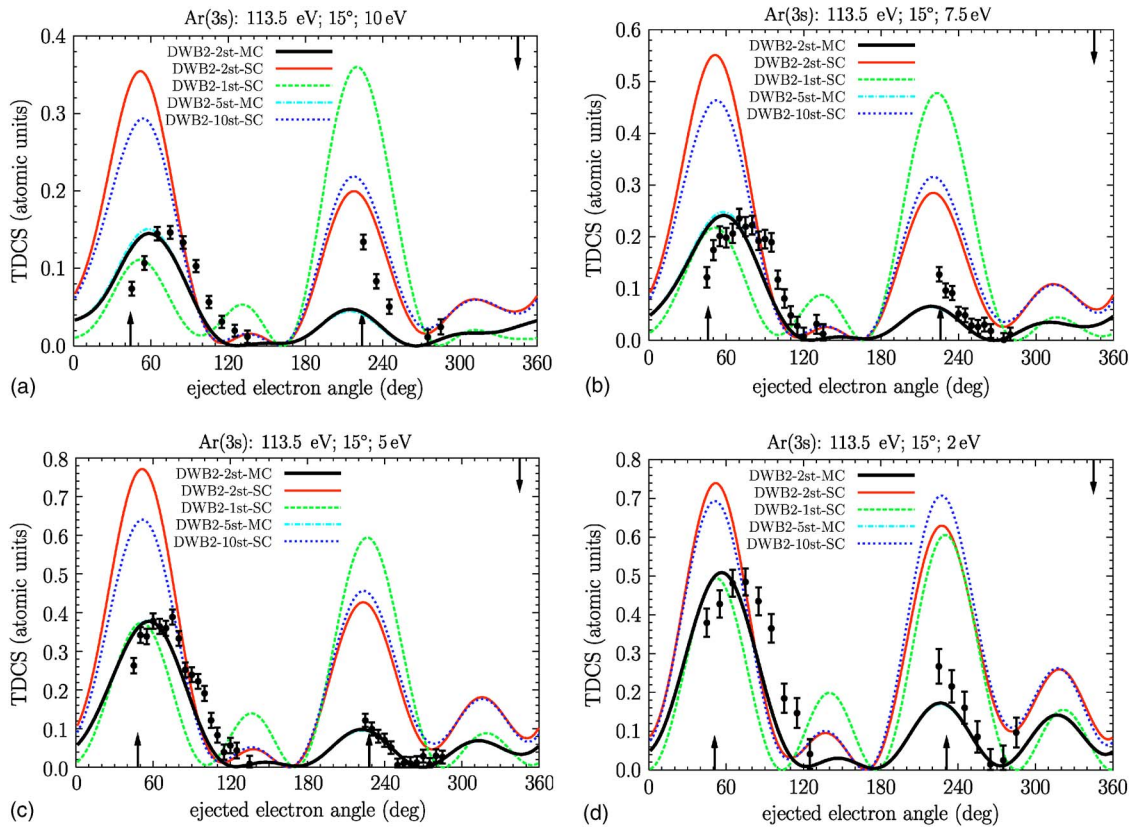 Ar(3s): 113.5 eV; 15°; 10 eV
DWB2-2st-MC
DWB2-2st-SC
DWB2-1st-SC
DWB2-5st-MC
DWB2-10st-SC
TDCS (atomic units)
0.4
0.3
0.2
0.1
0.0
0 60 120 180 240 300 360
ejected electron angle (deg)
(a)
Ar(3s): 113.5 eV; 15°; 7.5 eV
DWB2-2st-MC
DWB2-2st-SC
DWB2-1st-SC
DWB2-5st-MC
DWB2-10st-SC
TDCS (atomic units)
0.6
0.5
0.4
0.3
0.2
0.1
0.0
0 60 120 180 240 300 360
ejected electron angle (deg)
(b)
Ar(3s): 113.5 eV; 15°; 5 eV
DWB2-2st-MC
DWB2-2st-SC
DWB2-1st-SC
DWB2-5st-MC
DWB2-10st-SC
TDCS (atomic units)
0.8
0.7
0.6
0.5
0.4
0.3
0.2
0.1
0.0
0 60 120 180 240 300 360
ejected electron angle (deg)
(c)
Ar(3s): 113.5 eV; 15°; 2 eV
DWB2-2st-MC
DWB2-2st-SC
DWB2-1st-SC
DWB2-5st-MC
DWB2-10st-SC
TDCS (atomic units)
0.8
0.7
0.6
0.5
0.4
0.3
0.2
0.1
0.0
0 60 120 180 240 300 360
ejected electron angle (deg)
(d)